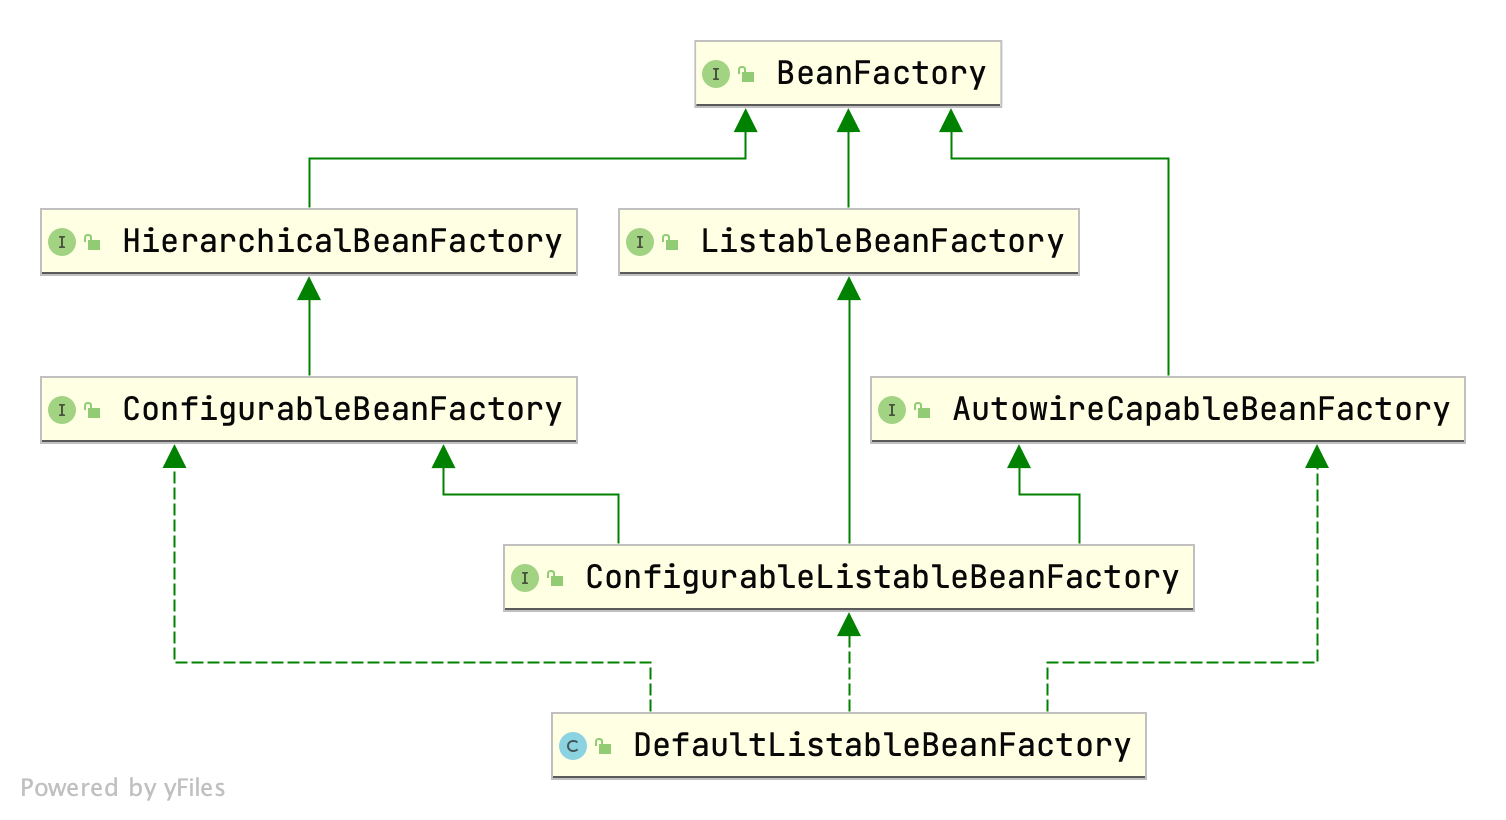 I BeanFactory
I HierarchicalBeanFactory
I ListableBeanFactory
I ConfigurableBeanFactory
I AutowireCapableBeanFactory
I ConfigurableListableBeanFactory
C DefaultListableBeanFactory
Powered by yFiles